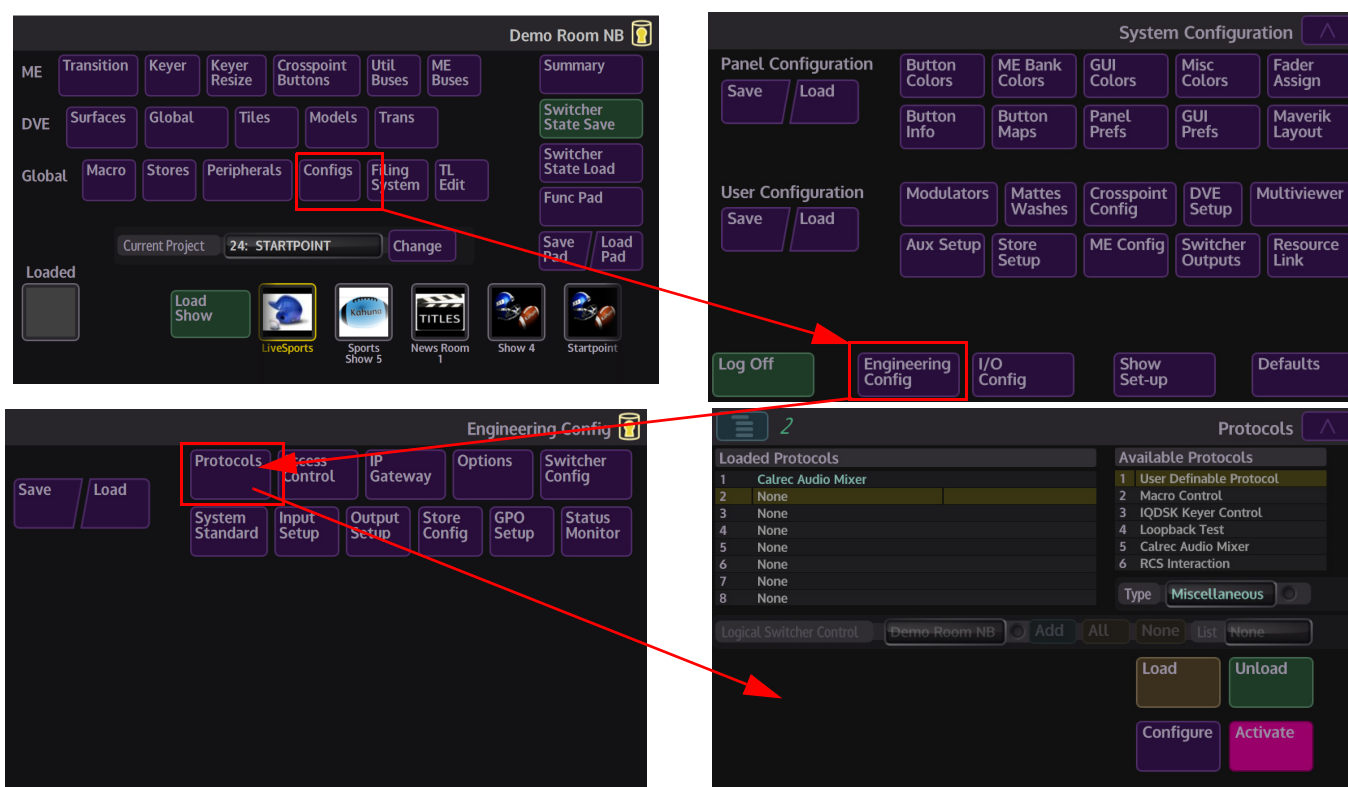 Demo Room NB
ME Transition Keyer Keyer Resize Crosspoint Buttons Util Buses ME Buses Summary
DVE Surfaces Global Tiles Models Trans Switcher State Save
Global Macro Stores Peripherals Configs Filing System TL Edit Switcher State Load
Func Pad
Current Project 24: STARTPOINT Change Save Pad Load Pad
Loaded
Load Show
Kahuna
TITLES
LiveSports Sports Show 5 News Room 1 Show 4 Startpoint
System Configuration
Panel Configuration Button Colors ME Bank Colors GUI Colors Misc Colors Fader Assign
Save Load
Button Info Button Maps Panel Prefs GUI Prefs Maverik Layout
User Configuration Modulators Mattes Washes Crosspoint Config DVE Setup Multiviewer
Save Load
Aux Setup Store Setup ME Config Switcher Outputs Resource Link
Log Off Engineering Config I/O Config Show Set-up Defaults
Engineering Config
Protocols Access Control IP Gateway Options Switcher Config
Save Load
System Standard Input Setup Output Setup Store Config GPO Setup Status Monitor
2 Protocols
Loaded Protocols
1 Calrec Audio Mixer
2 None
3 None
4 None
5 None
6 None
7 None
8 None
Available Protocols
1 User Definable Protocol
2 Macro Control
3 IQDSK Keyer Control
4 Loopback Test
5 Calrec Audio Mixer
6 RCS Interaction
Type Miscellaneous
Logical Switcher Control Demo Room NB Add All None List None
Load Unload
Configure Activate